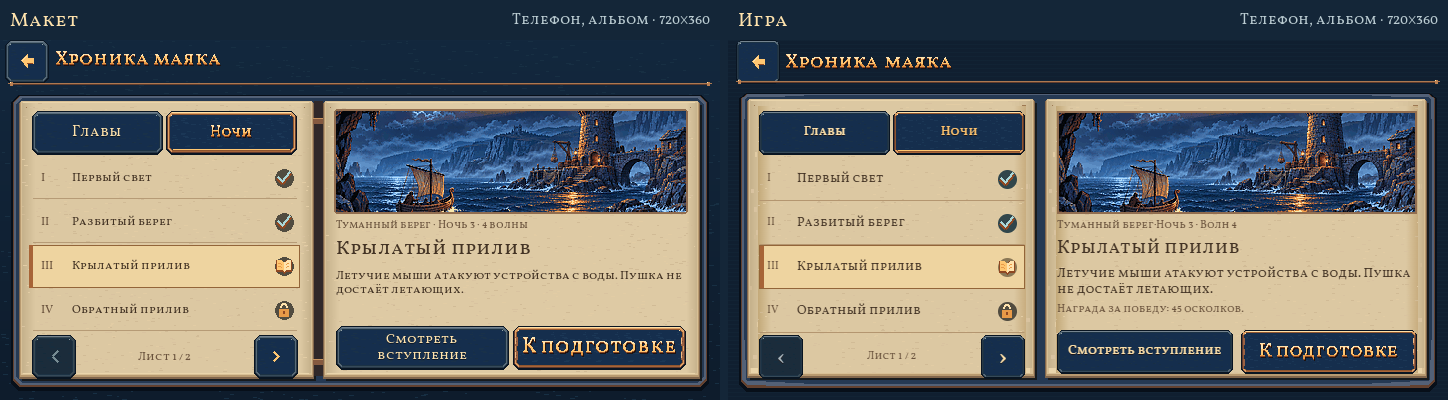 Макет
Телефон, альбом · 720×360
Хроника маяка
Главы
Ночи
I Первый свет
II Разбитый берег
III Крылатый прилив
IV Обратный прилив
Лист 1 / 2
Туманный берег · Ночь 3 · 4 волны
Крылатый прилив
Летучие мыши атакуют устройства с воды. Пушка не
достаёт летающих.
Смотреть
вступление
К подготовке
Игра
Телефон, альбом · 720×360
Хроника маяка
Главы
Ночи
I Первый свет
II Разбитый берег
III Крылатый прилив
IV Обратный прилив
Лист 1 / 2
Туманный берег·Ночь 3 · Волн 4
Крылатый прилив
Летучие мыши атакуют устройства с воды. Пушка
не достаёт летающих.
Награда за победу: 45 осколков.
Смотреть вступление
К подготовке